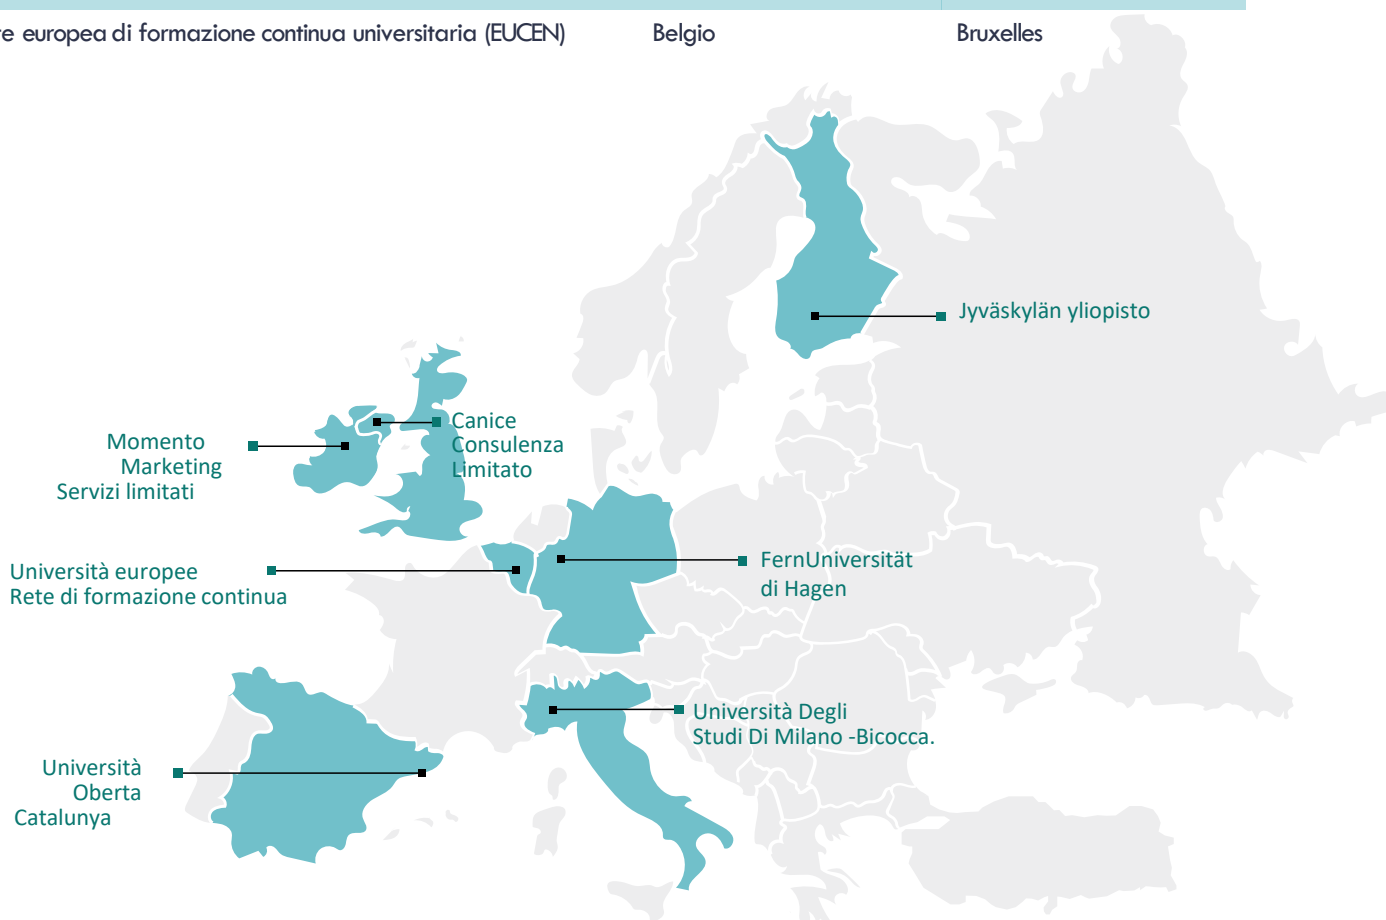 europea di formazione continua universitaria (EUCEN) Belgio Bruxelles
Jyväskylän yliopisto
Canice
Consulenza
Limitato
Momento
Marketing
Servizi limitati
FernUniversität
di Hagen
Università europee
Rete di formazione continua
Università Degli
Studi Di Milano -Bicocca.
Università
Oberta
Catalunya